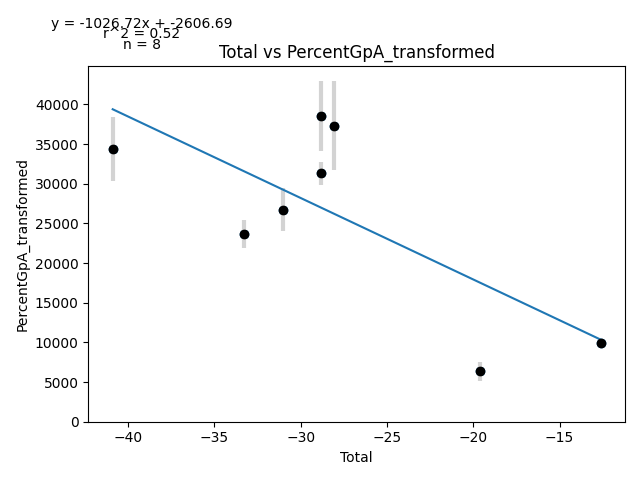 y = -1026.72x + -2606.69
r^2 = 0.52
n = 8
Total vs PercentGpA_transformed
PercentGpA_transformed
40000
35000
30000
25000
20000
15000
10000
5000
0
−40
−35
−30
−25
−20
−15
Total